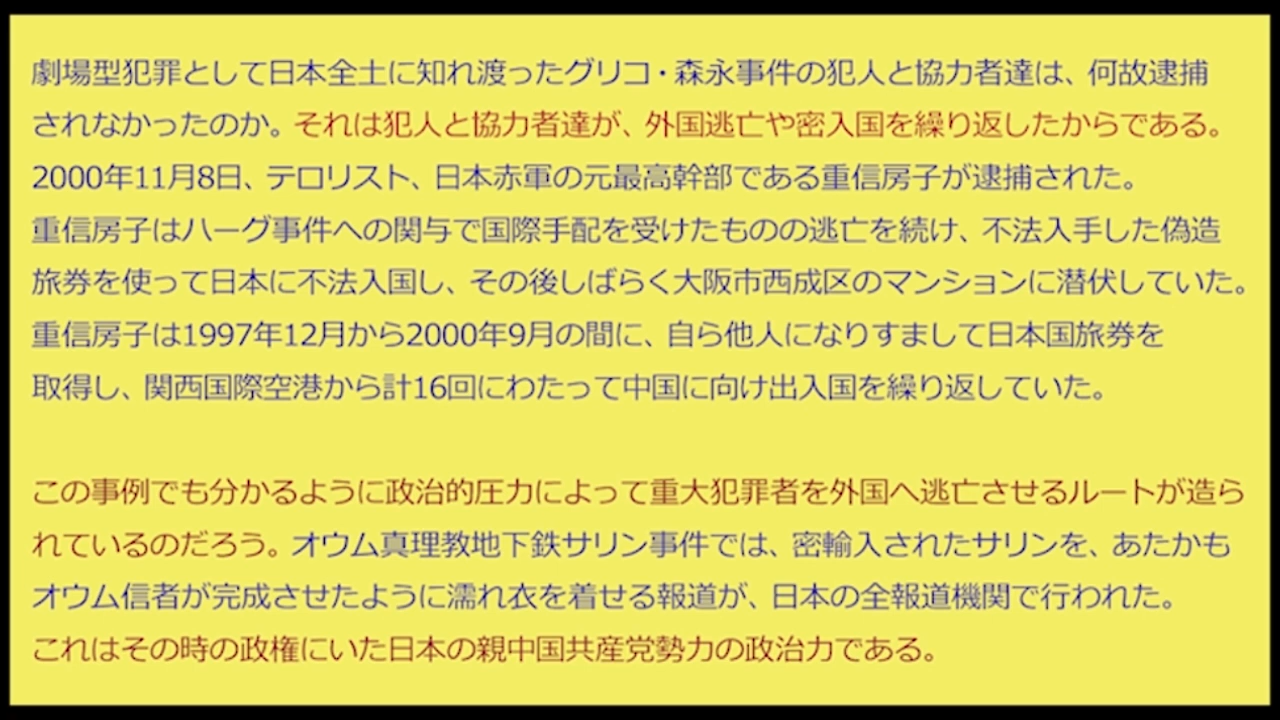 劇場型犯罪として日本全土に知れ渡ったグリコ・森永事件の犯人と協力者達は、何故逮捕
されなかったのか。それは犯人と協力者達が、外国逃亡や密入国を繰り返したからである。
2000年11月8日、テロリスト、日本赤軍の元最高幹部である重信房子が逮捕された。
重信房子はハーグ事件への関与で国際手配を受けたものの逃亡を続け、不法入手した偽造
旅券を使って日本に不法入国し、その後しばらく大阪市西成区のマンションに潜伏していた。
重信房子は1997年12月から2000年9月の間に、自ら他人になりすまして日本国旅券を
取得し、関西国際空港から計16回にわたって中国に向け出入国を繰り返していた。
この事例でも分かるように政治的圧力によって重大犯罪者を外国へ逃亡させるルートが造ら
れているのだろう。オウム真理教地下鉄サリン事件では、密輸入されたサリンを、あたかも
オウム信者が完成させたように濡れ衣を着せる報道が、日本の全報道機関で行われた。
これはその時の政権にいた日本の親中国共産党勢力の政治力である。